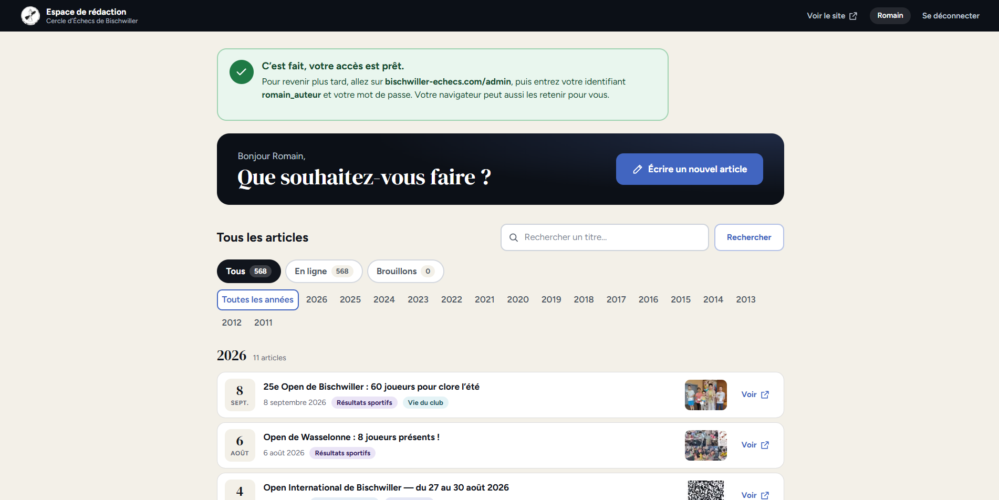 Espace de rédaction
Cercle d’Échecs de Bischwiller
Voir le site
Romain
Se déconnecter
C’est fait, votre accès est prêt.
Pour revenir plus tard, allez sur bischwiller-echecs.com/admin, puis entrez votre identifiant
romain_auteur et votre mot de passe. Votre navigateur peut aussi les retenir pour vous.
Bonjour Romain,
Que souhaitez-vous faire ?
Écrire un nouvel article
Tous les articles
Rechercher un titre...
Rechercher
Tous 568
En ligne 568
Brouillons 0
Toutes les années 2026 2025 2024 2023 2022 2021 2020 2019 2018 2017 2016 2015 2014 2013
2012 2011
2026 11 articles
8
SEPT.
25e Open de Bischwiller : 60 joueurs pour clore l’été
8 septembre 2026 Résultats sportifs Vie du club
Voir
6
AOÛT
Open de Wasselonne : 8 joueurs présents !
6 août 2026 Résultats sportifs
Voir
4
Open International de Bischwiller — du 27 au 30 août 2026
Voir